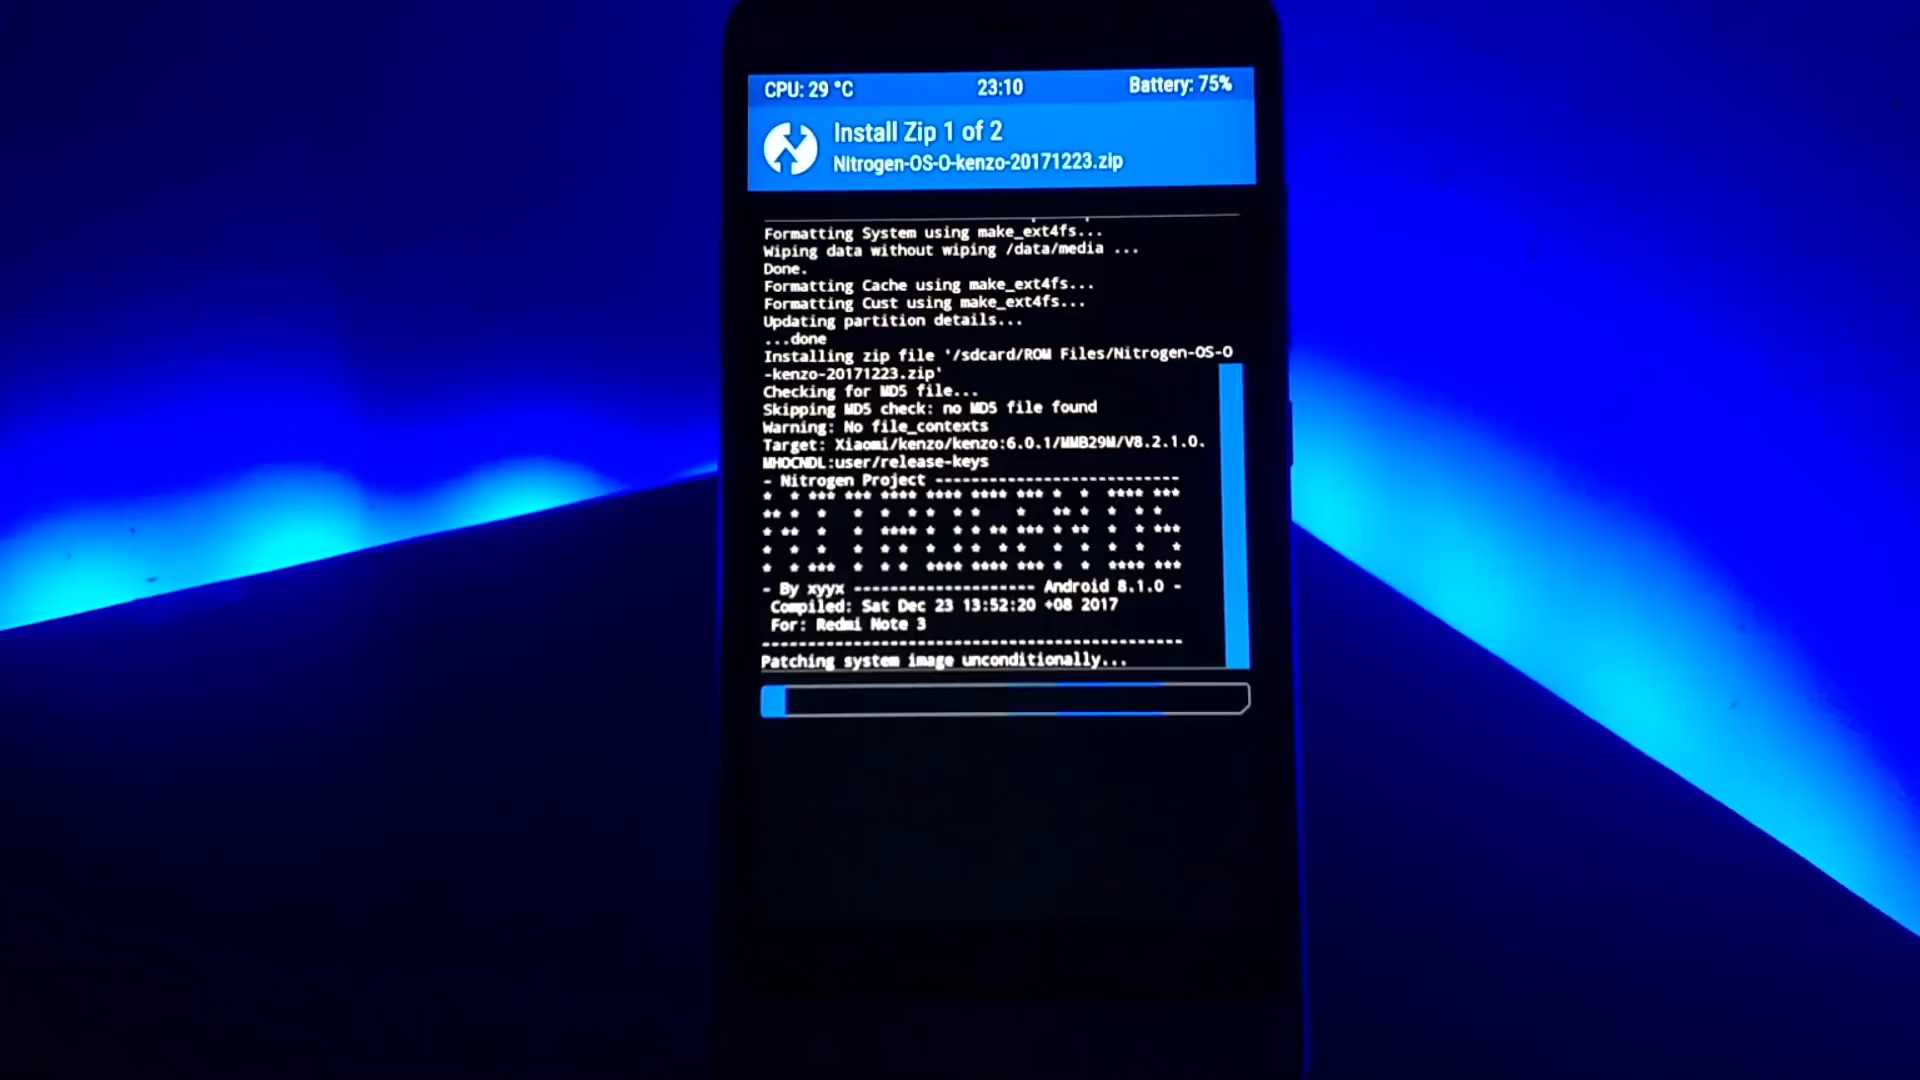 CPU: 29 °C 23:10 Battery: 75%
Install Zip 1 of 2
Nitrogen-OS-O-kenzo-20171223.zip
Formatting System using make_ext4fs...
Wiping data without wiping /data/media ...
Done.
Formatting Cache using make_ext4fs...
Formatting Cust using make_ext4fs...
Updating partition details...
...done
Installing zip file '/sdcard/ROM Files/Nitrogen-OS-O
-kenzo-20171223.zip'
Checking for MD5 file...
Skipping MD5 check: no MD5 file found
Warning: No file_contexts
Target: Xiaomi/kenzo/kenzo:6.0.1/MMB29M/V8.2.1.0.
MHOCNDL:user/release-keys
- Nitrogen Project ---------------------------
- By xyyx -------------------- Android 8.1.0 -
Compiled: Sat Dec 23 13:52:20 +08 2017
For: Redmi Note 3
----------------------------------------------
Patching system image unconditionally...